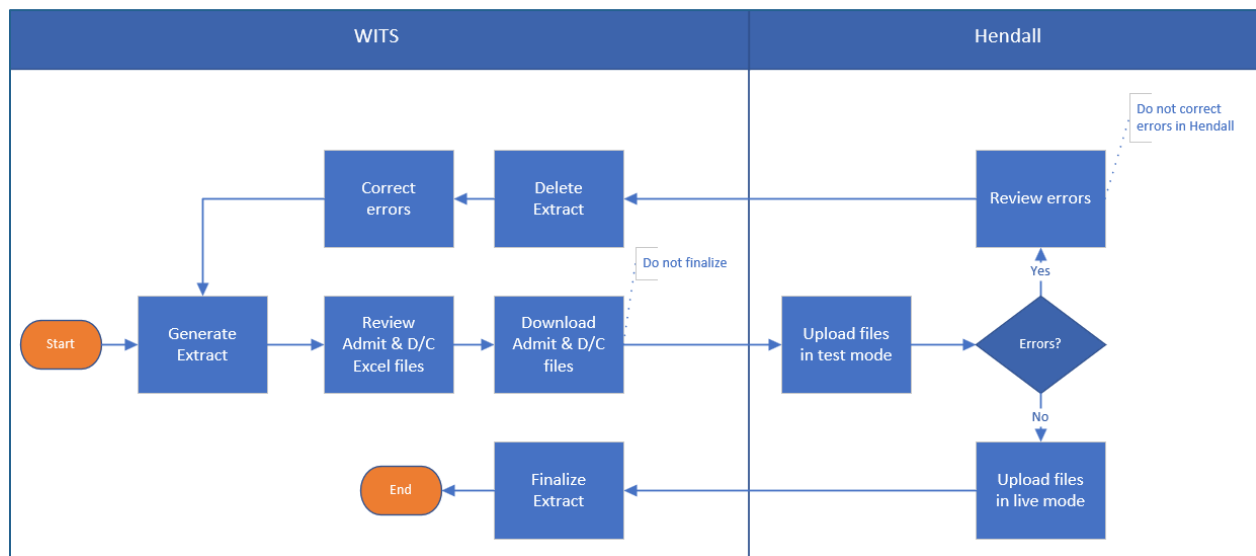 WITS
Hendall
Do not correct
errors in Hendall
Correct
errors
Delete
Extract
Review errors
Do not finalize
Yes
Start
Generate
Extract
Review
Admit & D/C
Excel files
Download
Admit & D/C
files
Upload files
in test mode
Errors?
No
End
Finalize
Extract
Upload files
in live mode